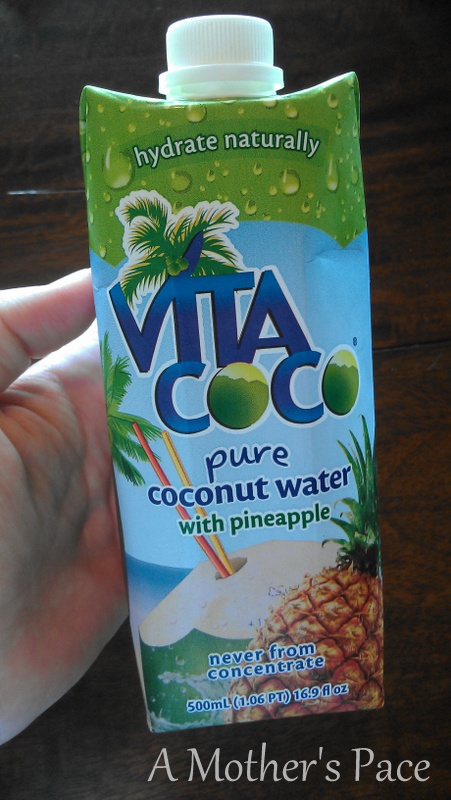 hydrate naturally
VITA
COCO
®
pure
coconut water
with pineapple
never from
concentrate
500mL (1.06 PT) 16.9 fl oz
A Mother's Pace